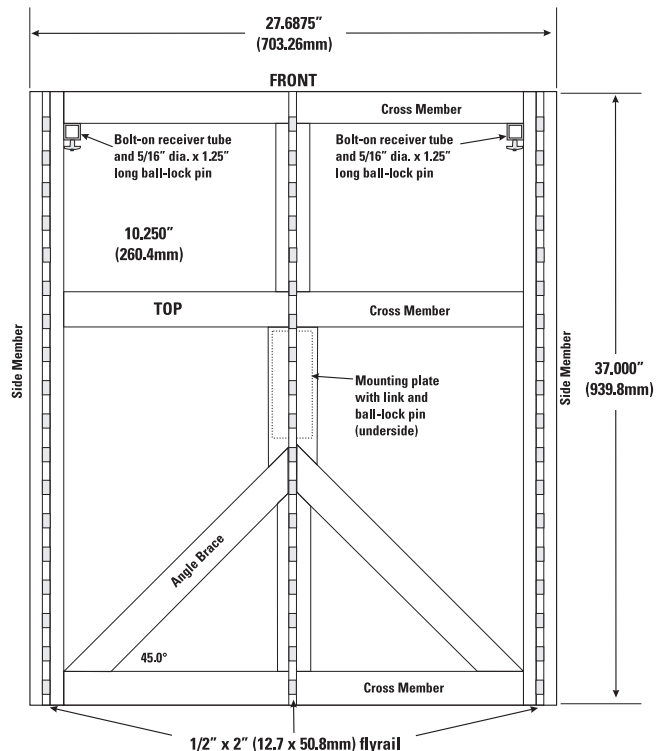 27.6875"
(703.26mm)
FRONT
Cross Member
Bolt-on receiver tube
and 5/16" dia. x 1.25"
long ball-lock pin
Bolt-on receiver tube
and 5/16" dia. x 1.25"
long ball-lock pin
10.250"
(260.4mm)
TOP
Cross Member
Side Member
Side Member
37.000"
(939.8mm)
Mounting plate
with link and
ball-lock pin
(underside)
Angle Brace
45.0°
Cross Member
1/2" x 2" (12.7 x 50.8mm) flyrail